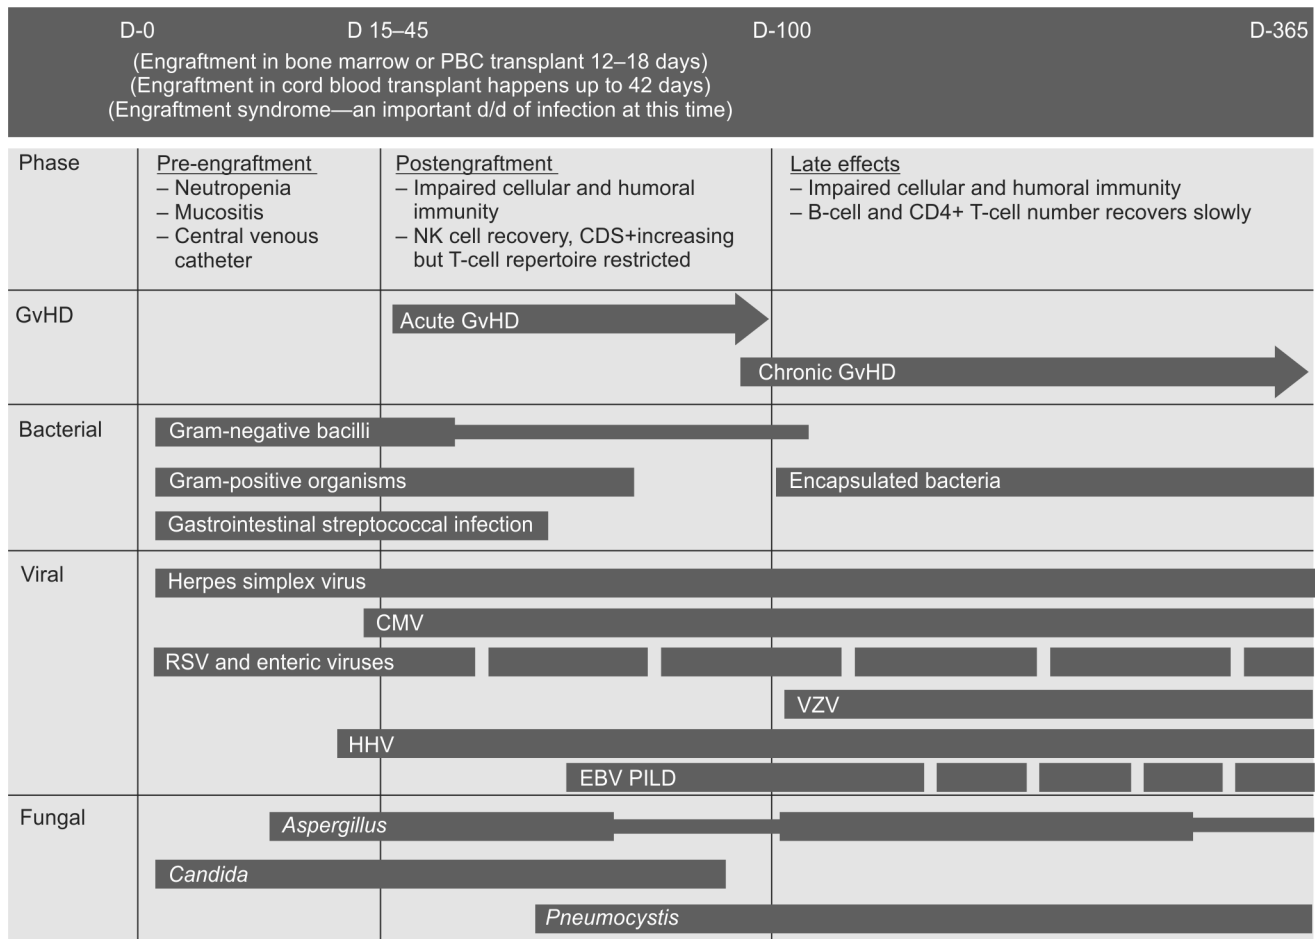 D-0 D 15–45 D-100 D-365
(Engraftment in bone marrow or PBC transplant 12–18 days)
(Engraftment in cord blood transplant happens up to 42 days)
(Engraftment syndrome—an important d/d of infection at this time)
Phase
Pre-engraftment
– Neutropenia
– Mucositis
– Central venous
catheter
Postengraftment
– Impaired cellular and humoral
immunity
– NK cell recovery, CDS+increasing
but T-cell repertoire restricted
Late effects
– Impaired cellular and humoral immunity
– B-cell and CD4+ T-cell number recovers slowly
GvHD
Acute GvHD
Chronic GvHD
Bacterial
Gram-negative bacilli
Gram-positive organisms
Encapsulated bacteria
Gastrointestinal streptococcal infection
Viral
Herpes simplex virus
CMV
RSV and enteric viruses
VZV
HHV
EBV PILD
Fungal
Aspergillus
Candida
Pneumocystis